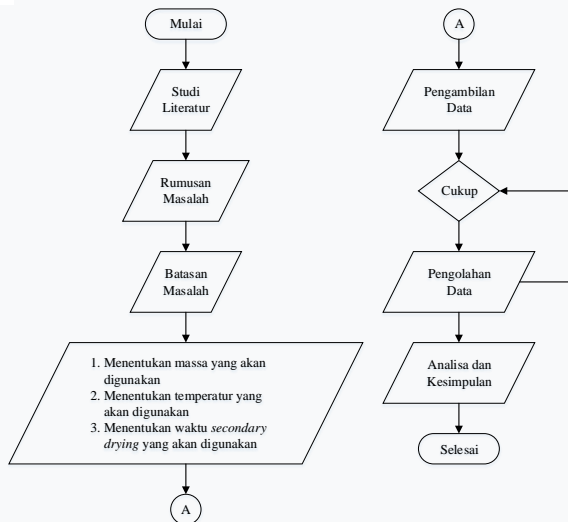 Mulai
Studi
Literatur
Rumusan
Masalah
Batasan
Masalah
1. Menentukan massa yang akan
digunakan
2. Menentukan temperatur yang
akan digunakan
3. Menentukan waktu secondary
drying yang akan digunakan
A
A
Pengambilan
Data
Cukup
Pengolahan
Data
Analisa dan
Kesimpulan
Selesai